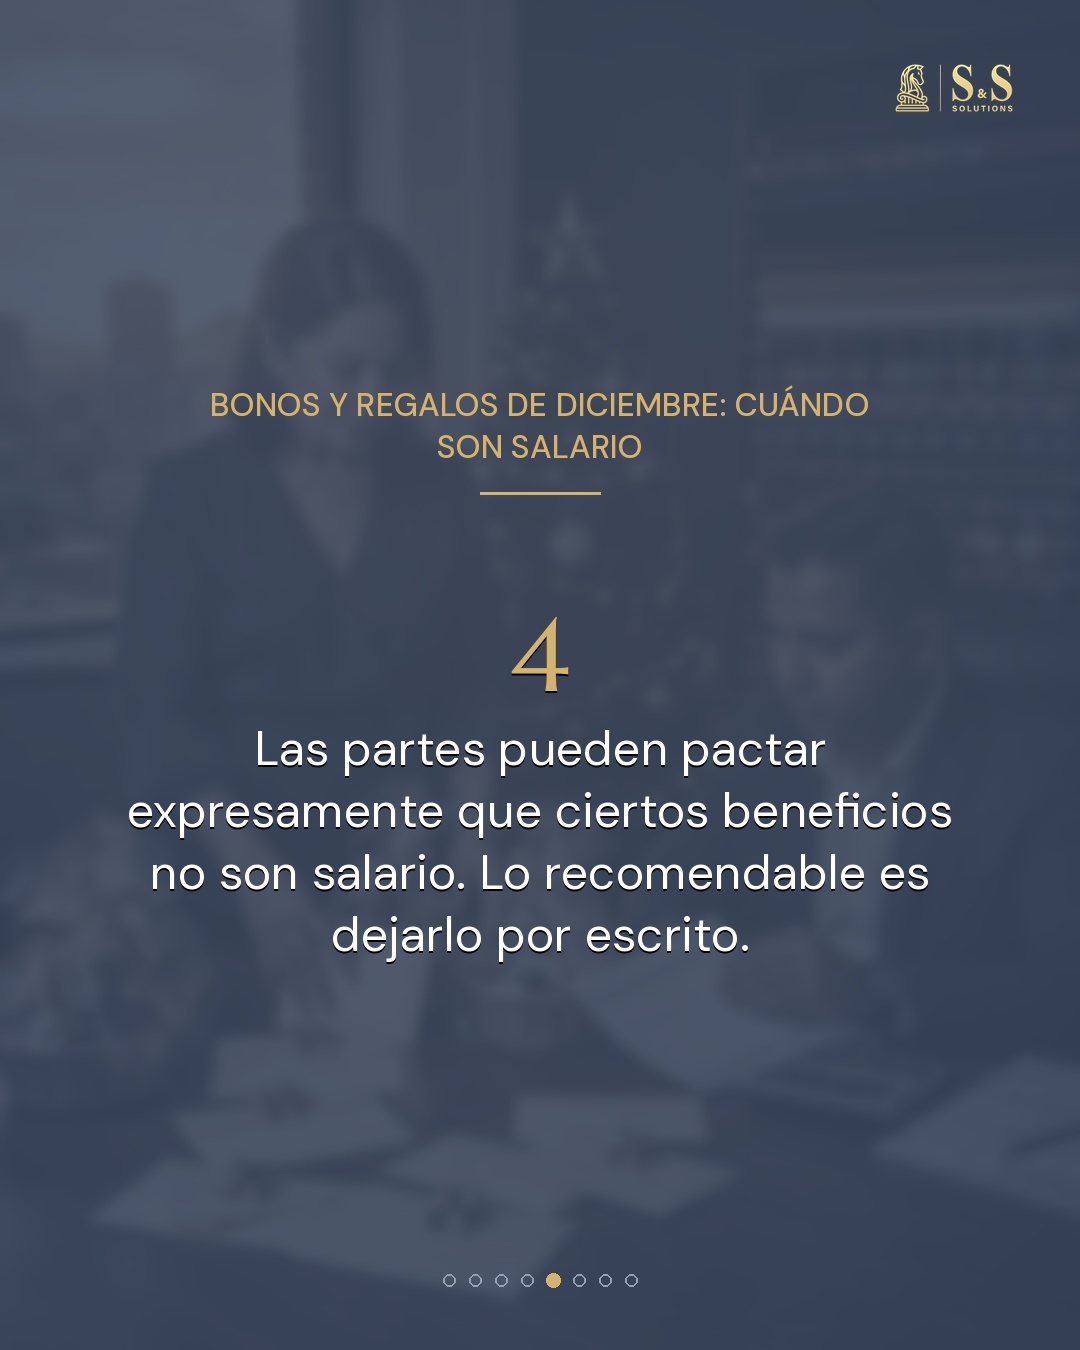 S&S
SOLUTIONS
BONOS Y REGALOS DE DICIEMBRE: CUÁNDO
SON SALARIO
4
Las partes pueden pactar
expresamente que ciertos beneficios
no son salario. Lo recomendable es
dejarlo por escrito.